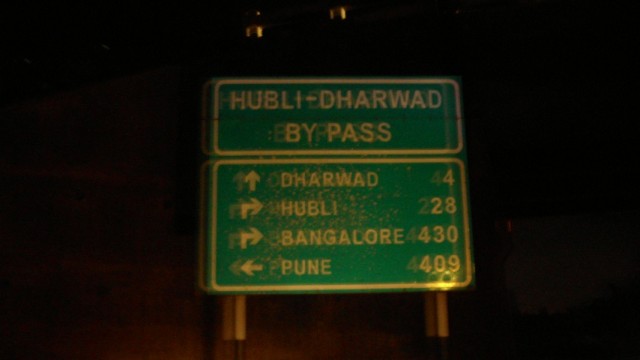 HUBLI-DHARWAD
BY PASS
↑ DHARWAD 4
↱ HUBLI 28
↱ BANGALORE 430
← PUNE 409